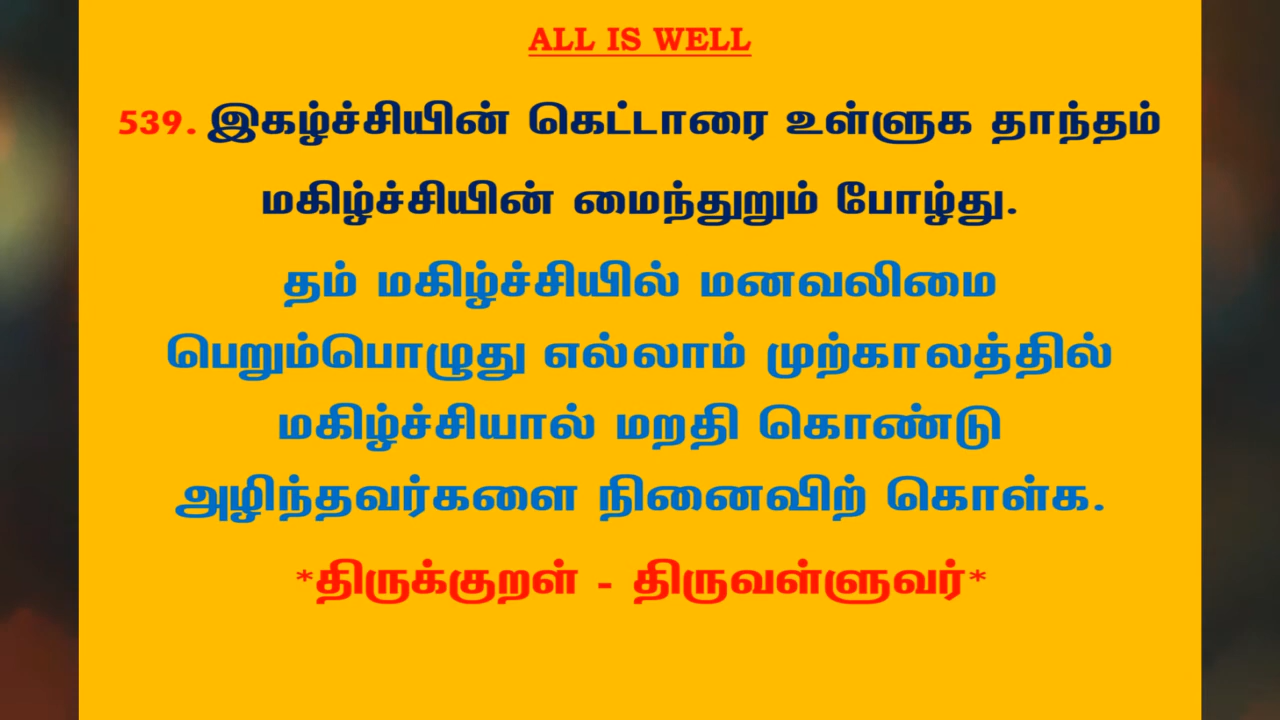 ALL IS WELL
539. இகழ்ச்சியின் கெட்டாரை உள்ளுக தாந்தம்
மகிழ்ச்சியின் மைந்துறும் போழ்து.
தம் மகிழ்ச்சியில் மனவலிமை
பெறும்பொழுது எல்லாம் முற்காலத்தில்
மகிழ்ச்சியால் மறதி கொண்டு
அழிந்தவர்களை நினைவிற் கொள்க.
*திருக்குறள் - திருவள்ளுவர்*